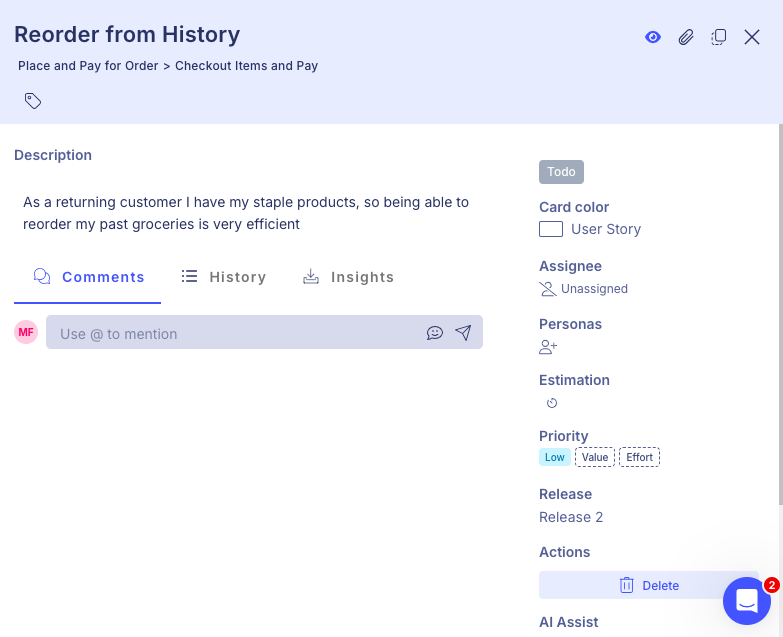 Reorder from History
Place and Pay for Order > Checkout Items and Pay
Description
As a returning customer I have my staple products, so being able to
reorder my past groceries is very efficient
Comments
History
Insights
MF
Use @ to mention
Todo
Card color
User Story
Assignee
Unassigned
Personas
Estimation
Priority
Low Value Effort
Release
Release 2
Actions
Delete
2
AI Assist